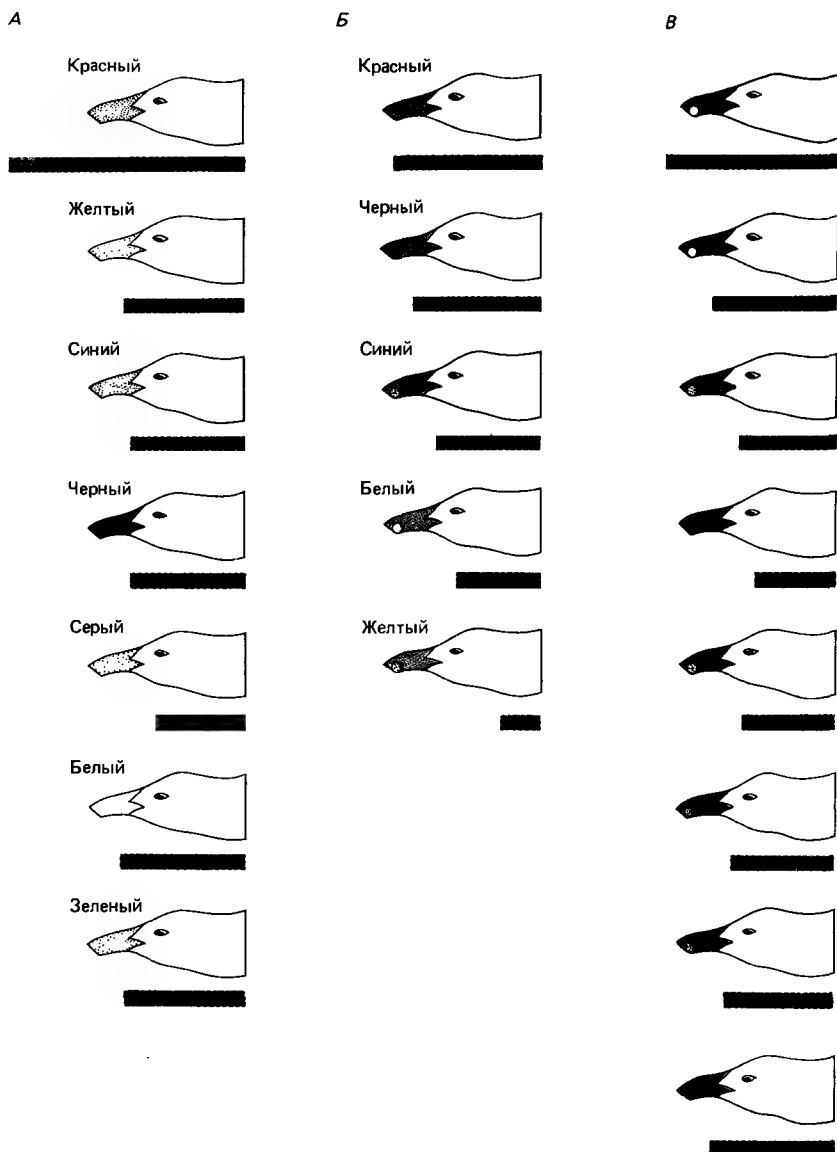 А
Б
В
Красный
Желтый
Синий
Черный
Серый
Белый
Зеленый
Красный
Черный
Синий
Белый
Желтый